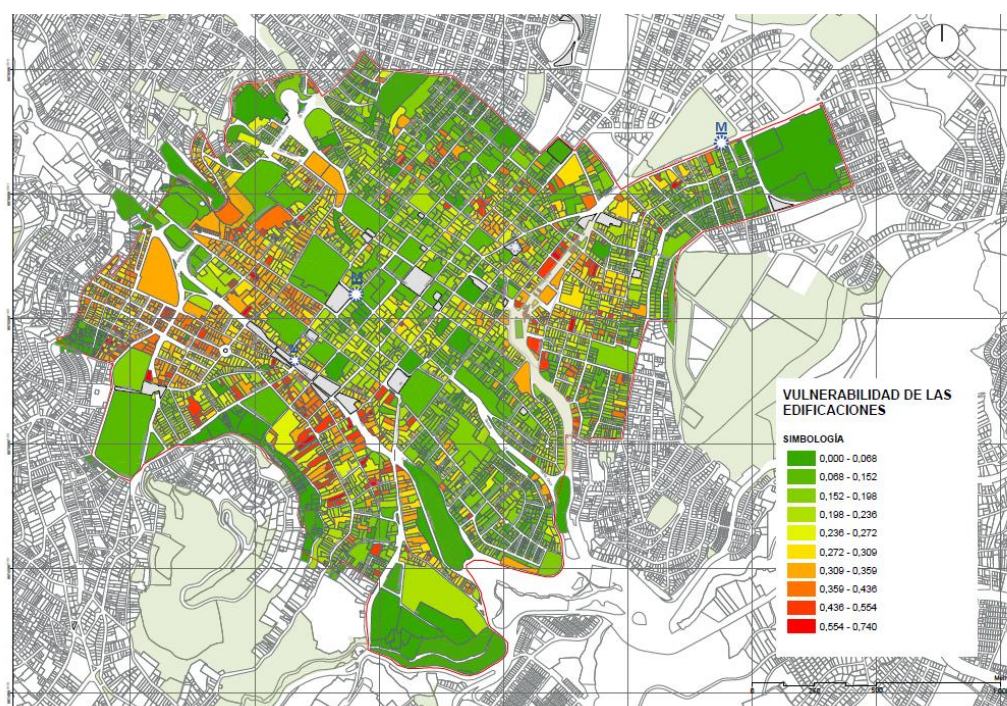 M
M
VULNERABILIDAD DE LAS
EDIFICACIONES
SIMBOLOGÍA
0,000 - 0,068
0,068 - 0,152
0,152 - 0,198
0,198 - 0,236
0,236 - 0,272
0,272 - 0,309
0,309 - 0,359
0,359 - 0,436
0,436 - 0,554
0,554 - 0,740
0
500